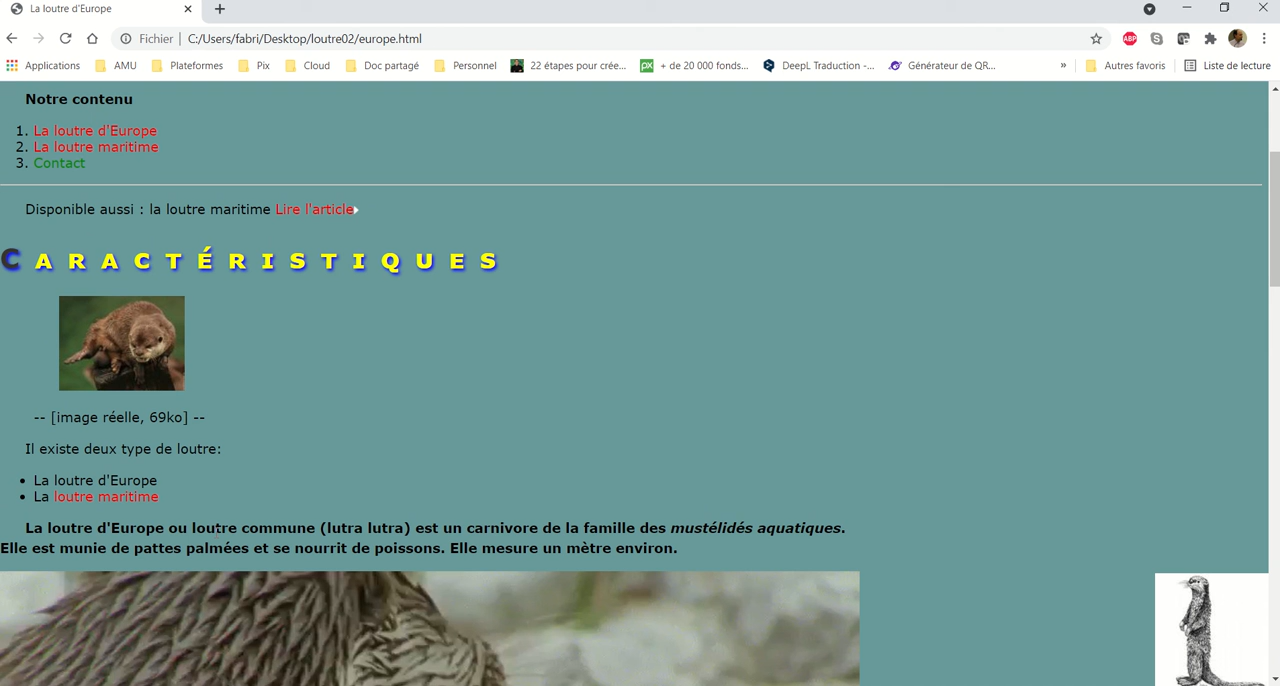 La loutre d'Europe
Fichier | C:/Users/fabri/Desktop/loutre02/europe.html
ABP
Applications AMU Plateformes Pix Cloud Doc partagé Personnel 22 étapes pour crée... + de 20 000 fonds... DeepL Traduction -... Générateur de QR... » Autres favoris Liste de lecture
Notre contenu
1. La loutre d'Europe
2. La loutre maritime
3. Contact
Disponible aussi : la loutre maritime Lire l'article
CARACTÉRISTIQUES
-- [image réelle, 69ko] --
Il existe deux type de loutre:
• La loutre d'Europe
• La loutre maritime
La loutre d'Europe ou loutre commune (lutra lutra) est un carnivore de la famille des mustélidés aquatiques.
Elle est munie de pattes palmées et se nourrit de poissons. Elle mesure un mètre environ.